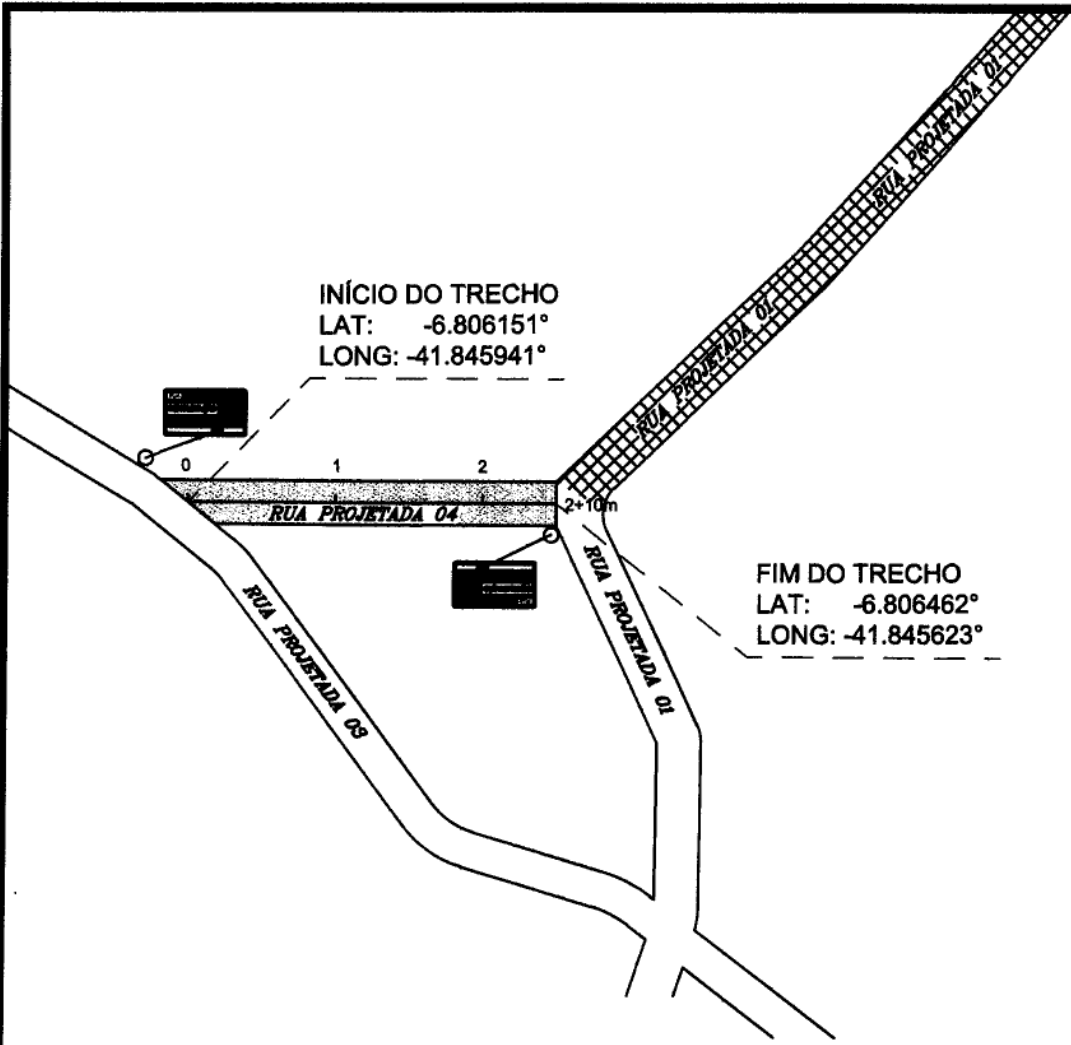 RUA PROJETADA 01
INÍCIO DO TRECHO
LAT: -6.806151°
LONG: -41.845941°
RUA PROJETADA 01
0 1 2
2+10m
RUA PROJETADA 04
RUA PROJETADA 01
FIM DO TRECHO
LAT: -6.806462°
LONG: -41.845623°
RUA PROJETADA 03